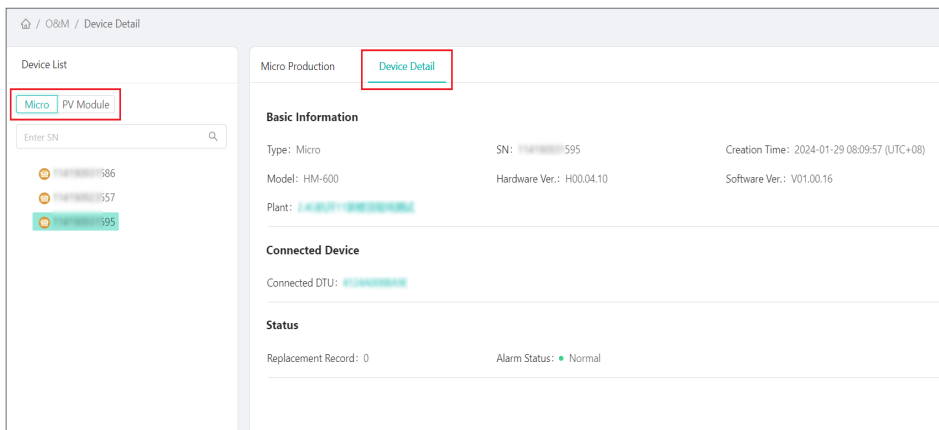 / O&M / Device Detail
Device List
Micro PV Module
Enter SN
586
557
595
Micro Production Device Detail
Basic Information
Type: Micro SN: 595 Creation Time: 2024-01-29 08:09:57 (UTC+08)
Model: HM-600 Hardware Ver.: H00.04.10 Software Ver.: V01.00.16
Plant:
Connected Device
Connected DTU:
Status
Replacement Record: 0 Alarm Status: Normal